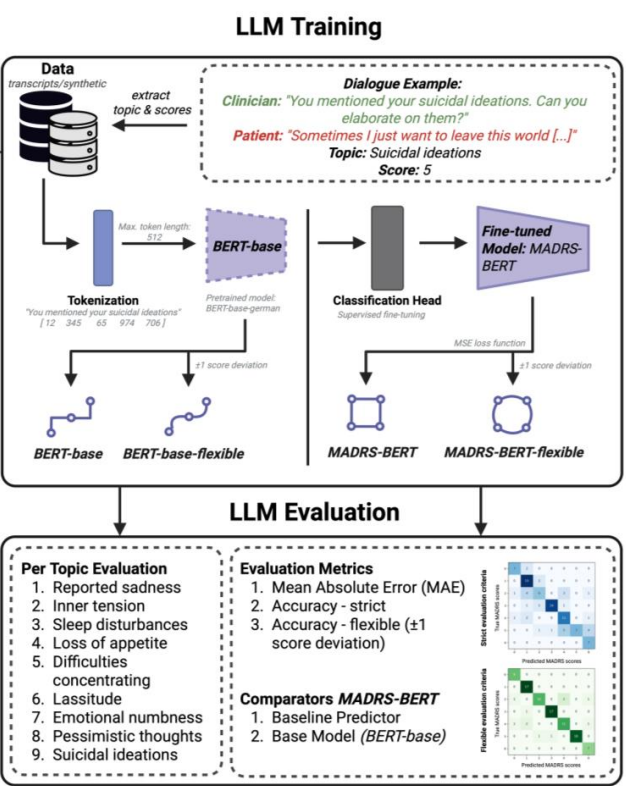 LLM Training
Data
transcripts/synthetic
extract
topic & scores
Dialogue Example:
Clinician: "You mentioned your suicidal ideations. Can you
elaborate on them?"
Patient: "Sometimes I just want to leave this world [...]"
Topic: Suicidal ideations
Score: 5
Max. token length:
512
BERT-base
Tokenization
"You mentioned your suicidal ideations"
[ 12 345 65 974 706 ]
Pretrained model:
BERT-base-german
Classification Head
Supervised fine-tuning
Fine-tuned
Model: MADRS-
BERT
±1 score deviation
BERT-base
BERT-base-flexible
MSE loss function
±1 score deviation
MADRS-BERT
MADRS-BERT-flexible
LLM Evaluation
Per Topic Evaluation
1. Reported sadness
2. Inner tension
3. Sleep disturbances
4. Loss of appetite
5. Difficulties
concentrating
6. Lassitude
7. Emotional numbness
8. Pessimistic thoughts
9. Suicidal ideations
Evaluation Metrics
1. Mean Absolute Error (MAE)
2. Accuracy - strict
3. Accuracy - flexible (±1
score deviation)
Comparators MADRS-BERT
1. Baseline Predictor
2. Base Model (BERT-base)
Strict evaluation criteria
True MADRS scores
Predicted MADRS scores
Flexible evaluation criteria
True MADRS scores
Predicted MADRS scores